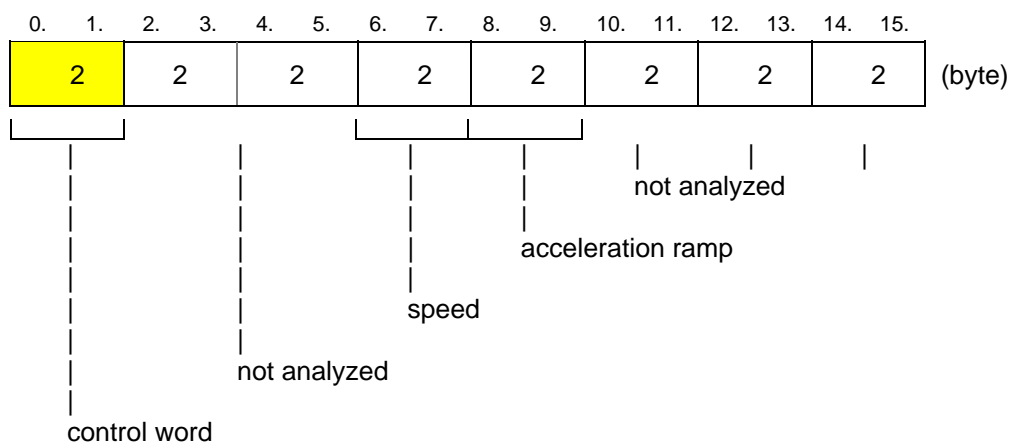 0. 1. 2. 3. 4. 5. 6. 7. 8. 9. 10. 11. 12. 13. 14. 15.
2 2 2 2 2 2 2 2 (byte)
not analyzed
acceleration ramp
speed
not analyzed
control word